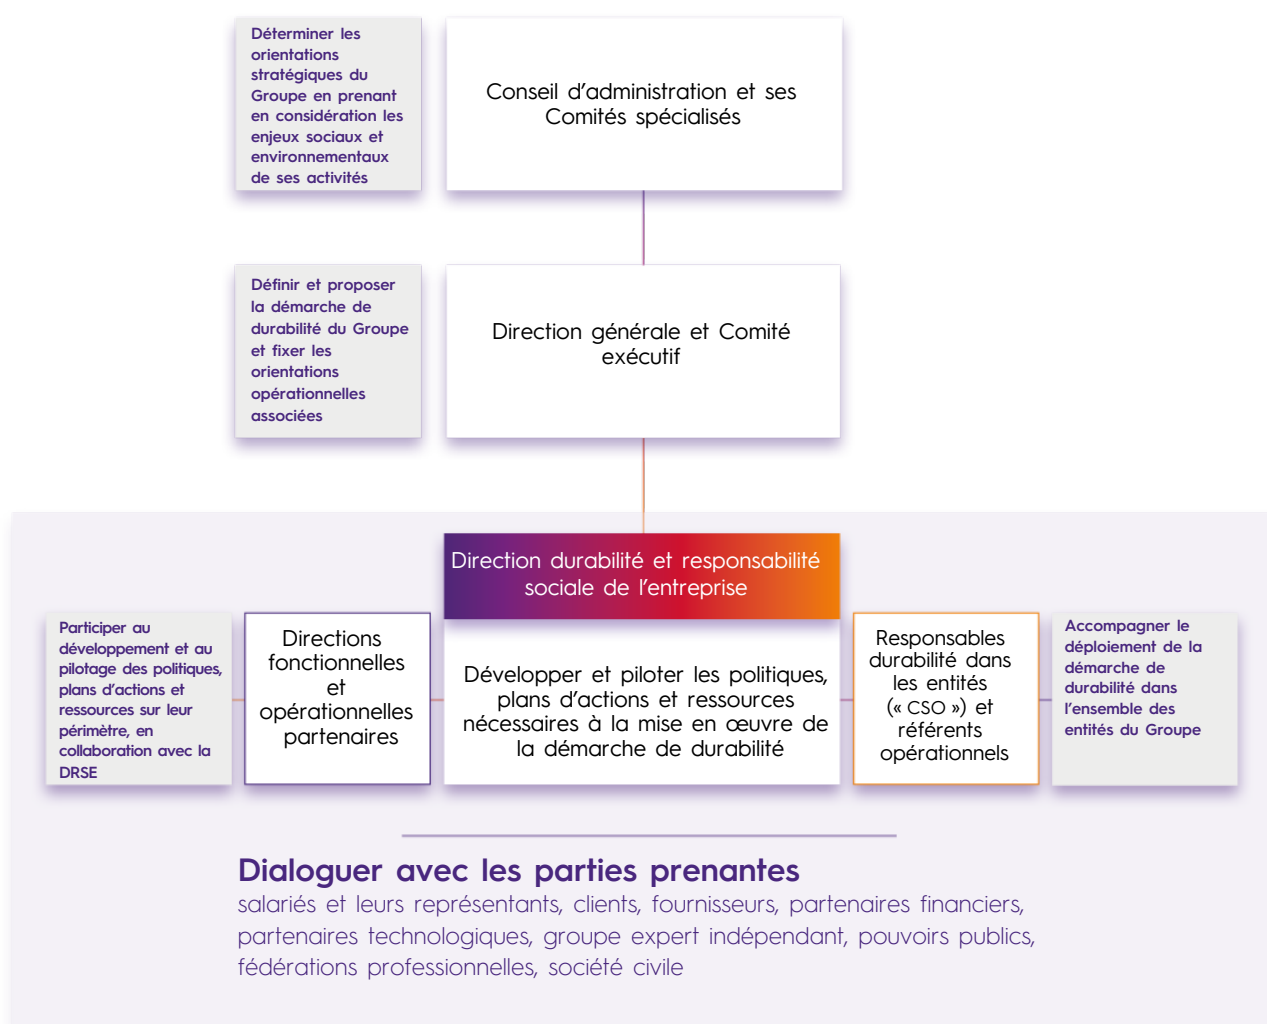 Déterminer les
orientations
stratégiques du
Groupe en prenant
en considération les
enjeux sociaux et
environnementaux
de ses activités
Conseil d’administration et ses
Comités spécialisés
Définir et proposer
la démarche de
durabilité du Groupe
et fixer les
orientations
opérationnelles
associées
Direction générale et Comité
exécutif
Direction durabilité et responsabilité
sociale de l’entreprise
Participer au
développement et au
pilotage des politiques,
plans d’actions et
ressources sur leur
périmètre, en
collaboration avec la
DRSE
Directions
fonctionnelles
et
opérationnelles
partenaires
Développer et piloter les politiques,
plans d’actions et ressources
nécessaires à la mise en œuvre de
la démarche de durabilité
Responsables
durabilité dans
les entités
(« CSO ») et
référents
opérationnels
Accompagner le
déploiement de la
démarche de
durabilité dans
l’ensemble des
entités du Groupe
Dialoguer avec les parties prenantes
salariés et leurs représentants, clients, fournisseurs, partenaires financiers,
partenaires technologiques, groupe expert indépendant, pouvoirs publics,
fédérations professionnelles, société civile